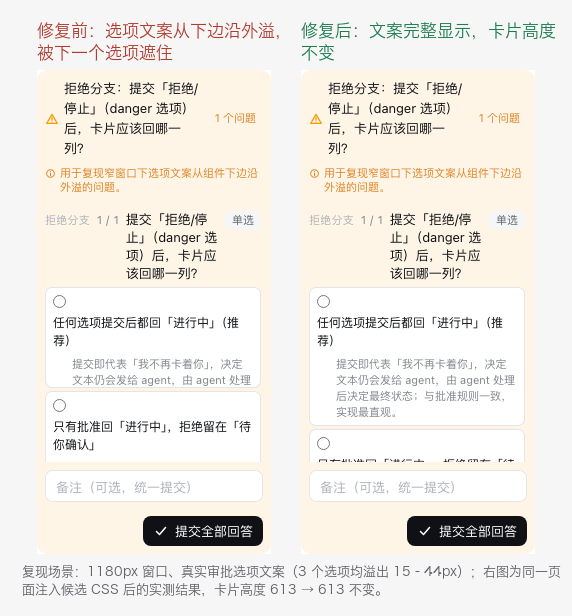 修复前：选项文案从下边沿外溢，
被下一个选项遮住
拒绝分支：提交「拒绝/
停止」（danger 选项）
后，卡片应该回哪一
列？
1 个问题
用于复现窄窗口下选项文案从组件下边沿
外溢的问题。
拒绝分支 1 / 1 提交「拒绝/停
止」（danger 选
项）后，卡片应
该回哪一列？
单选
任何选项提交后都回「进行中」（推
荐）
提交即代表「我不再卡着你」，决定
文本仍会发给 agent，由 agent 处理
只有批准回「进行中」，拒绝留在「待
你确认」
备注（可选，统一提交）
提交全部回答
修复后：文案完整显示，卡片高度
不变
拒绝分支：提交「拒绝/
停止」（danger 选项）
后，卡片应该回哪一
列？
1 个问题
用于复现窄窗口下选项文案从组件下边沿
外溢的问题。
拒绝分支 1 / 1 提交「拒绝/停
止」（danger 选
项）后，卡片应
该回哪一列？
单选
任何选项提交后都回「进行中」（推
荐）
提交即代表「我不再卡着你」，决定
文本仍会发给 agent，由 agent 处理
后决定最终状态；与批准规则一致，
实现最直观。
备注（可选，统一提交）
提交全部回答
复现场景：1180px 窗口、真实审批选项文案（3 个选项均溢出 15 - 44px）；右图为同一页
面注入候选 CSS 后的实测结果，卡片高度 613 → 613 不变。